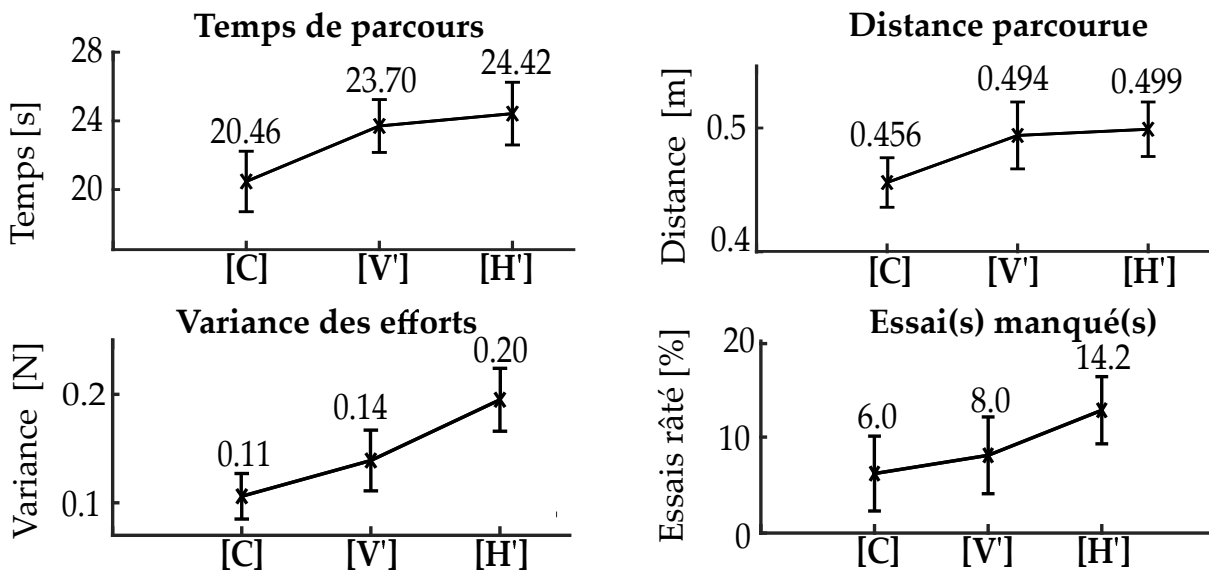 Temps de parcours
Temps [s]
28
24
20
20.46
23.70
24.42
[C] [V'] [H']
Distance parcourue
Distance [m]
0.5
0.4
0.456
0.494
0.499
[C] [V'] [H']
Variance des efforts
Variance [N]
0.2
0.1
0.11
0.14
0.20
[C] [V'] [H']
Essai(s) manqué(s)
Essais râté [%]
20
10
0
6.0
8.0
14.2
[C] [V'] [H']